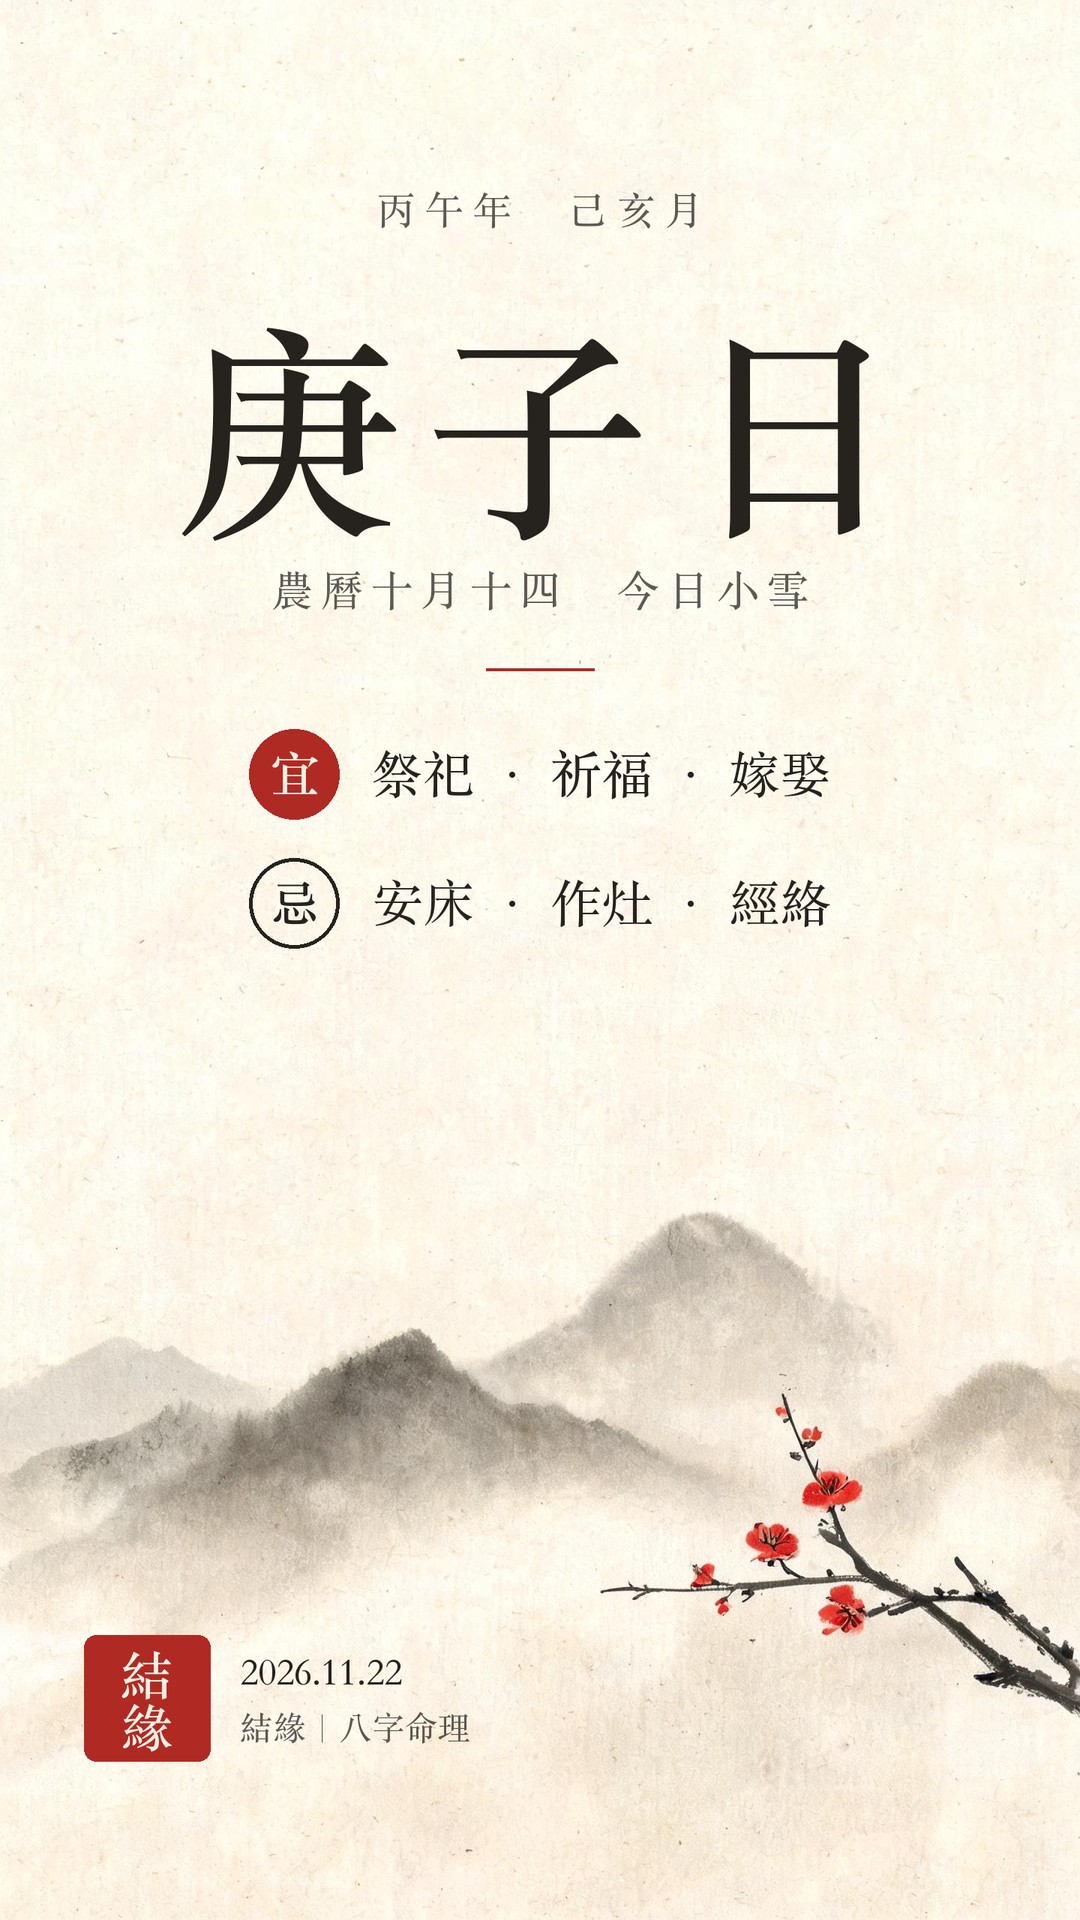 丙午年　己亥月
庚子日
農曆十月十四　今日小雪
宜 祭祀 · 祈福 · 嫁娶
忌 安床 · 作灶 · 經絡
結緣
2026.11.22
結緣｜八字命理